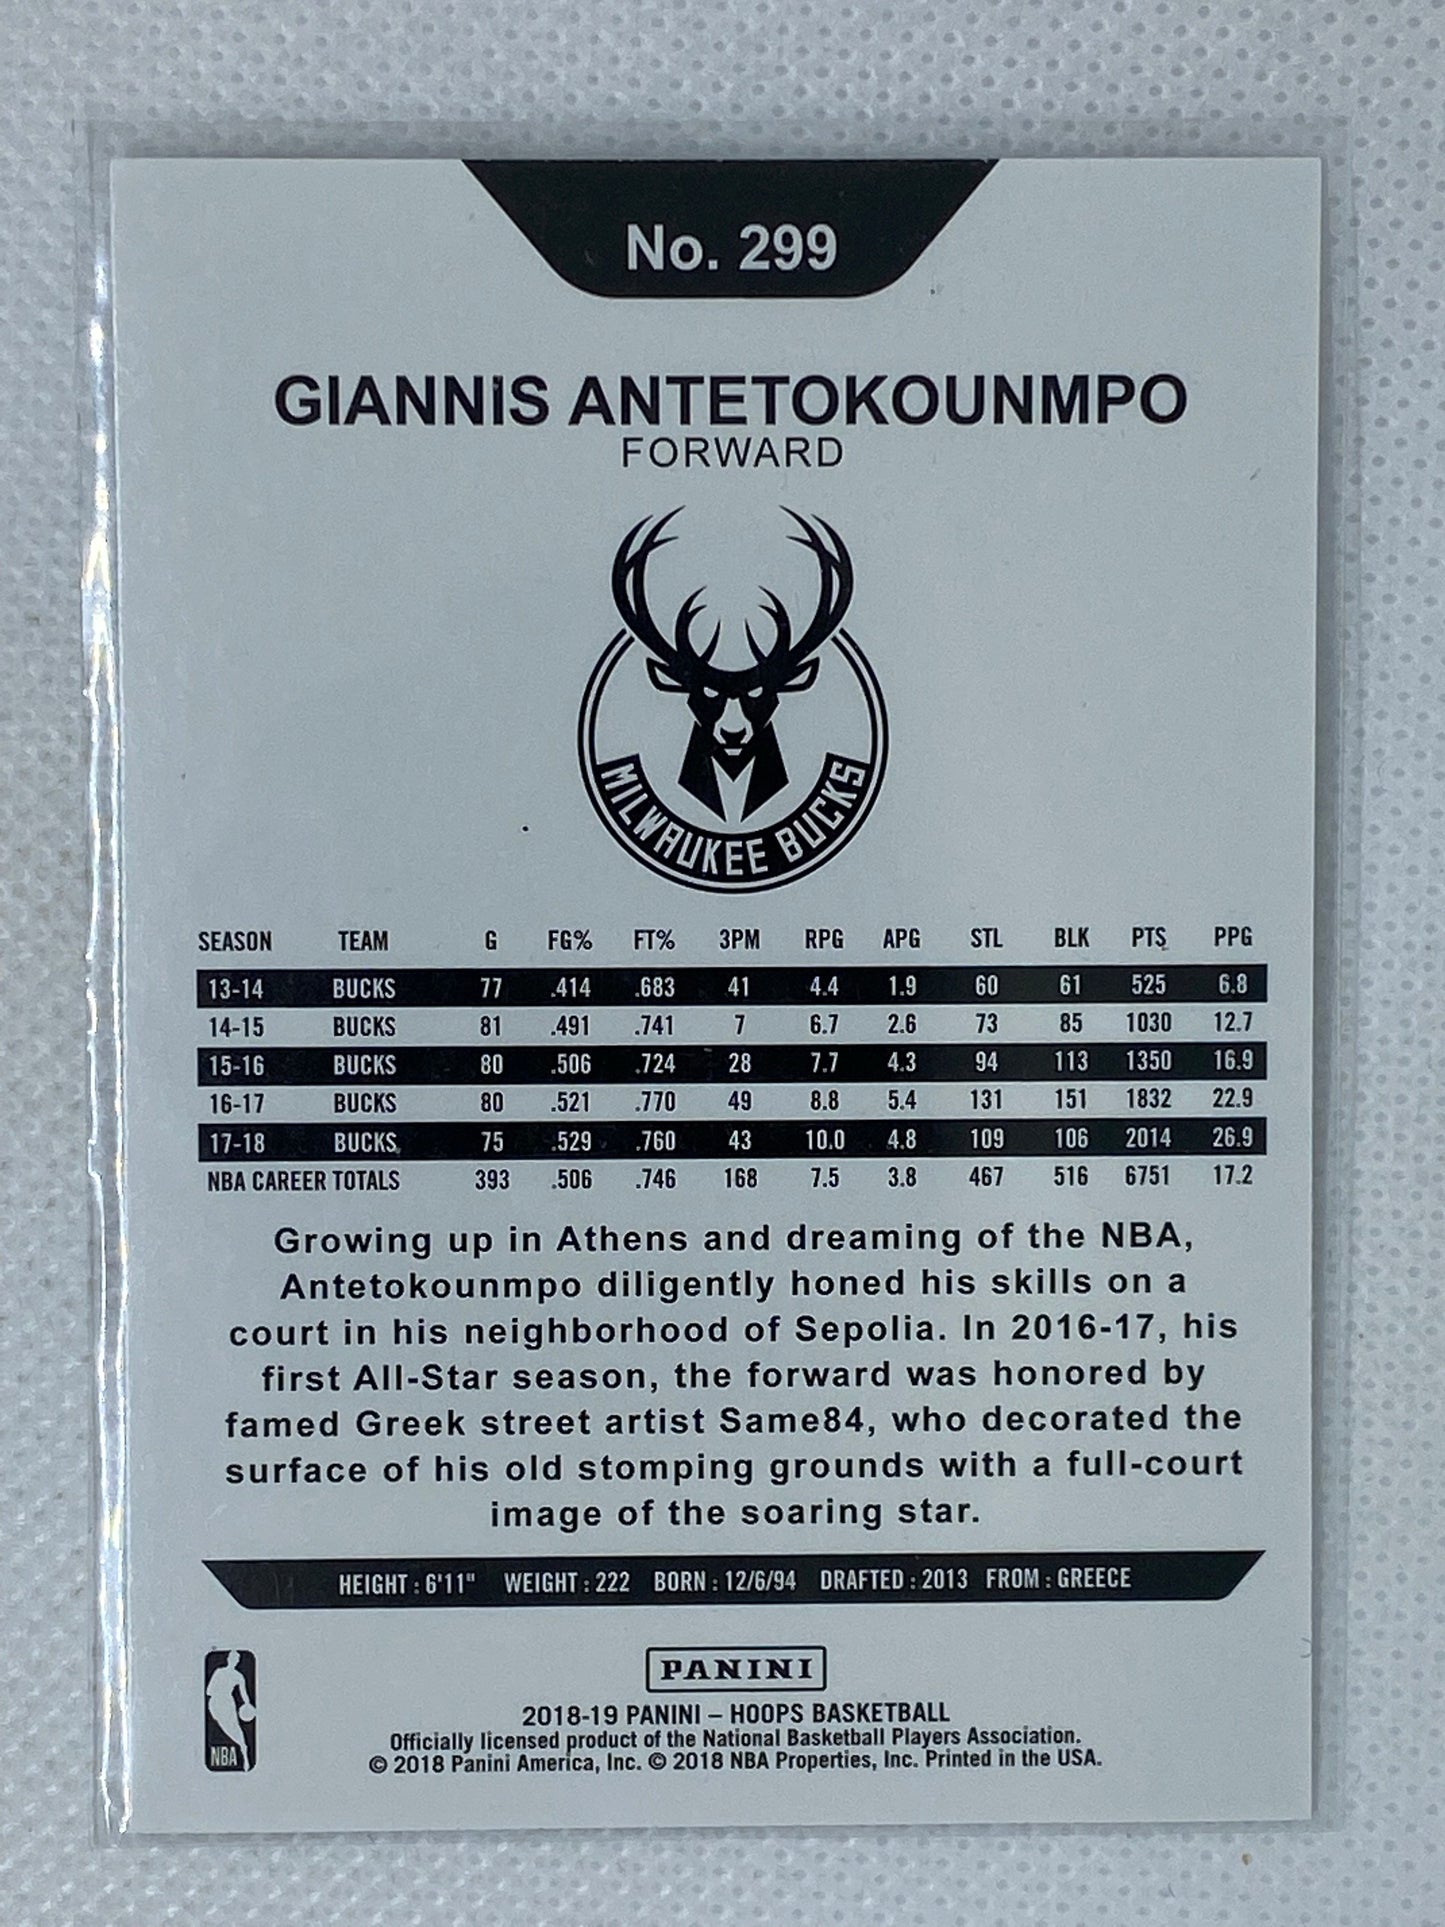 No. 299
GIANNIS ANTETOKOUNMPO
FORWARD
MILWAUKEE BUCKS
SEASON TEAM G FG% FT% 3PM RPG APG STL BLK PTS PPG
13-14 BUCKS 77 .414 .683 41 4.4 1.9 60 61 525 6.8
14-15 BUCKS 81 .491 .741 7 6.7 2.6 73 85 1030 12.7
15-16 BUCKS 80 .506 .724 28 7.7 4.3 94 113 1350 16.9
16-17 BUCKS 80 .521 .770 49 8.8 5.4 131 151 1832 22.9
17-18 BUCKS 75 .529 .760 43 10.0 4.8 109 106 2014 26.9
NBA CAREER TOTALS 393 .506 .746 168 7.5 3.8 467 516 6751 17.2
Growing up in Athens and dreaming of the NBA,
Antetokounmpo diligently honed his skills on a
court in his neighborhood of Sepolia. In 2016-17, his
first All-Star season, the forward was honored by
famed Greek street artist Same84, who decorated the
surface of his old stomping grounds with a full-court
image of the soaring star.
HEIGHT : 6'11" WEIGHT : 222 BORN : 12/6/94 DRAFTED : 2013 FROM : GREECE
NBA
PANINI
2018-19 PANINI – HOOPS BASKETBALL
Officially licensed product of the National Basketball Players Association.
© 2018 Panini America, Inc. © 2018 NBA Properties, Inc. Printed in the USA.